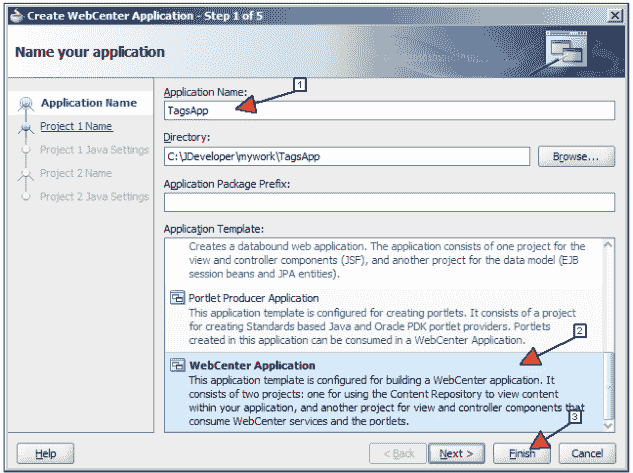 Create WebCenter Application - Step 1 of 5
Name your application
Application Name
Project 1 Name
Project 1 Java Settings
Project 2 Name
Project 2 Java Settings
Application Name:
1
TagsApp
Directory:
C:\JDeveloper\mywork\TagsApp
Browse...
Application Package Prefix:
Application Template:
Creates a databound web application. The application consists of one project for the
view and controller components (JSF), and another project for the data model (EJB
session beans and JPA entities).
Portlet Producer Application
This application template is configured for creating portlets. It consists of a project
for creating Standards based Java and Oracle PDK portlet providers. Portlets
created in this application can be consumed in a WebCenter Application.
2
WebCenter Application
This application template is configured for building a WebCenter application. It
consists of two projects: one for using the Content Repository to view content
within your application, and another project for view and controller components that
consume WebCenter services and the portlets.
3
Help
< Back
Next >
Finish
Cancel